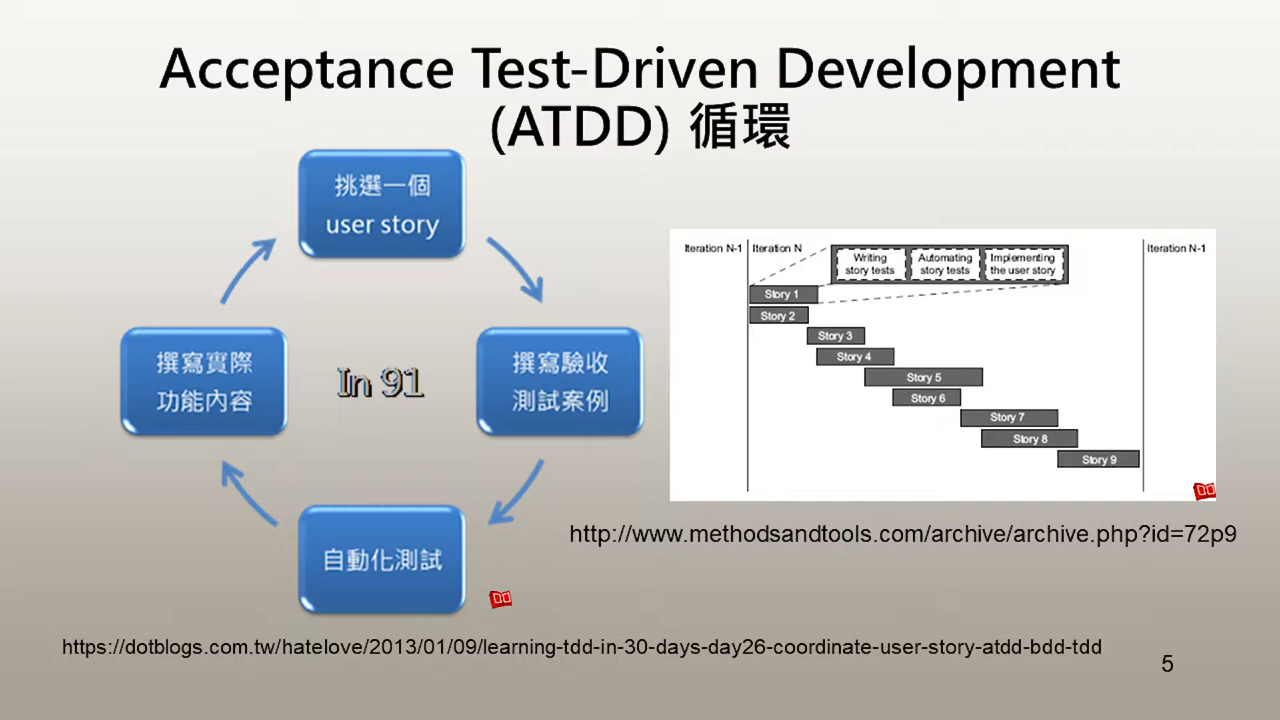 Acceptance Test-Driven Development
(ATDD) 循環
挑選一個
user story
撰寫實際
功能內容
In 91
撰寫驗收
測試案例
自動化測試
Iteration N-1
Iteration N
Iteration N-1
Writing
story tests
Automating
story tests
Implementing
the user story
Story 1
Story 2
Story 3
Story 4
Story 5
Story 6
Story 7
Story 8
Story 9
http://www.methodsandtools.com/archive/archive.php?id=72p9
https://dotblogs.com.tw/hatelove/2013/01/09/learning-tdd-in-30-days-day26-coordinate-user-story-atdd-bdd-tdd
5